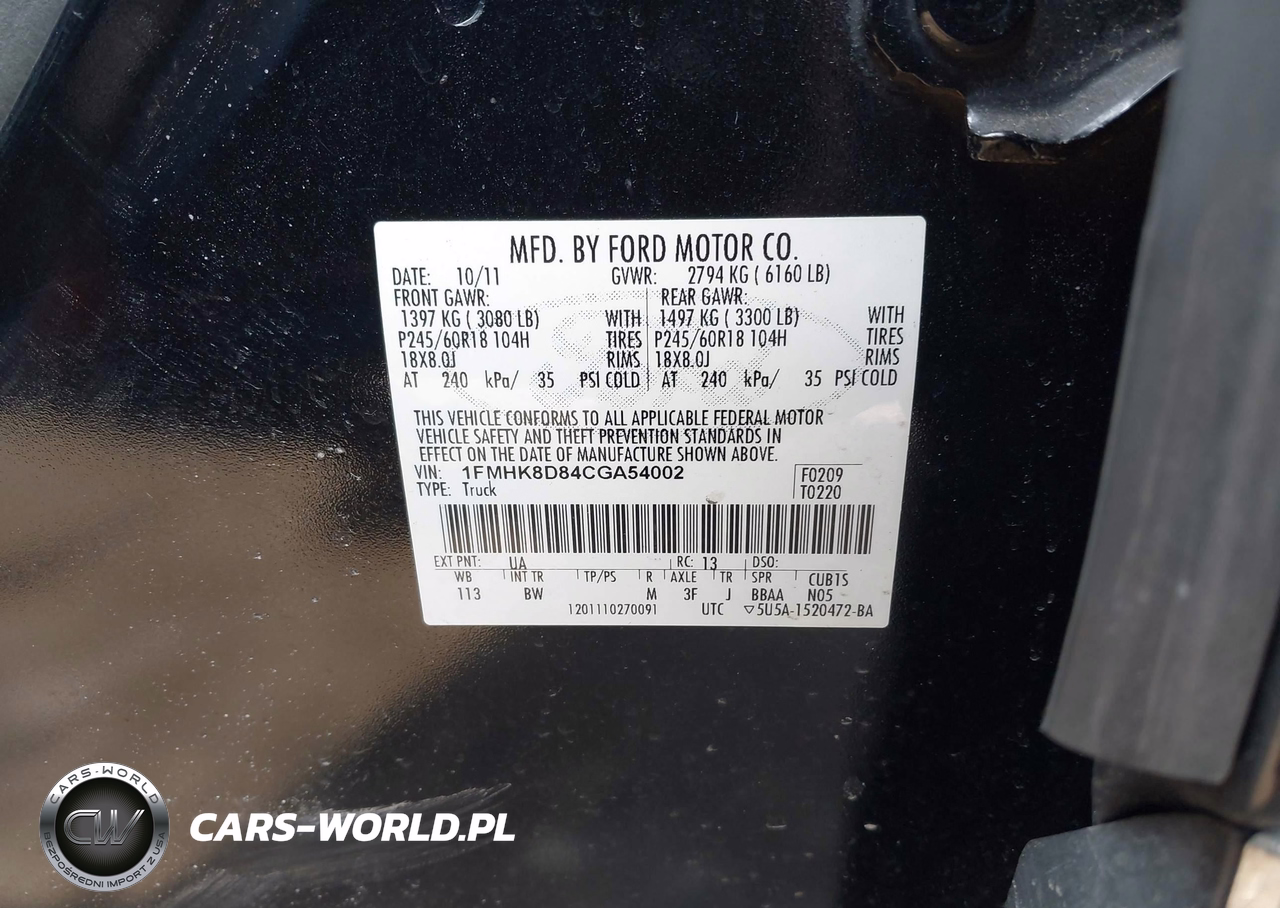 MFD. BY FORD MOTOR CO.
DATE: 10/11 GVWR: 2794 KG ( 6160 LB)
FRONT GAWR: REAR GAWR:
1397 KG ( 3080 LB) WITH 1497 KG ( 3300 LB) WITH
P245/60R18 104H TIRES P245/60R18 104H TIRES
18X8.0J RIMS 18X8.0J RIMS
AT 240 kPa/ 35 PSI COLD AT 240 kPa/ 35 PSI COLD
THIS VEHICLE CONFORMS TO ALL APPLICABLE FEDERAL MOTOR
VEHICLE SAFETY AND THEFT PREVENTION STANDARDS IN
EFFECT ON THE DATE OF MANUFACTURE SHOWN ABOVE.
VIN: 1FMHK8D84CGA54002 F0209
TYPE: Truck T0220
EXT PNT: UA RC: 13 DSO:
WB INT TR TP/PS R AXLE TR SPR CUB1S
113 BW M 3F J BBAA N05
1201110270091 UTC ▽5U5A-1520472-BA
CARS-WORLD
CW
BEZPOŚREDNI IMPORT Z USA
CARS-WORLD.PL